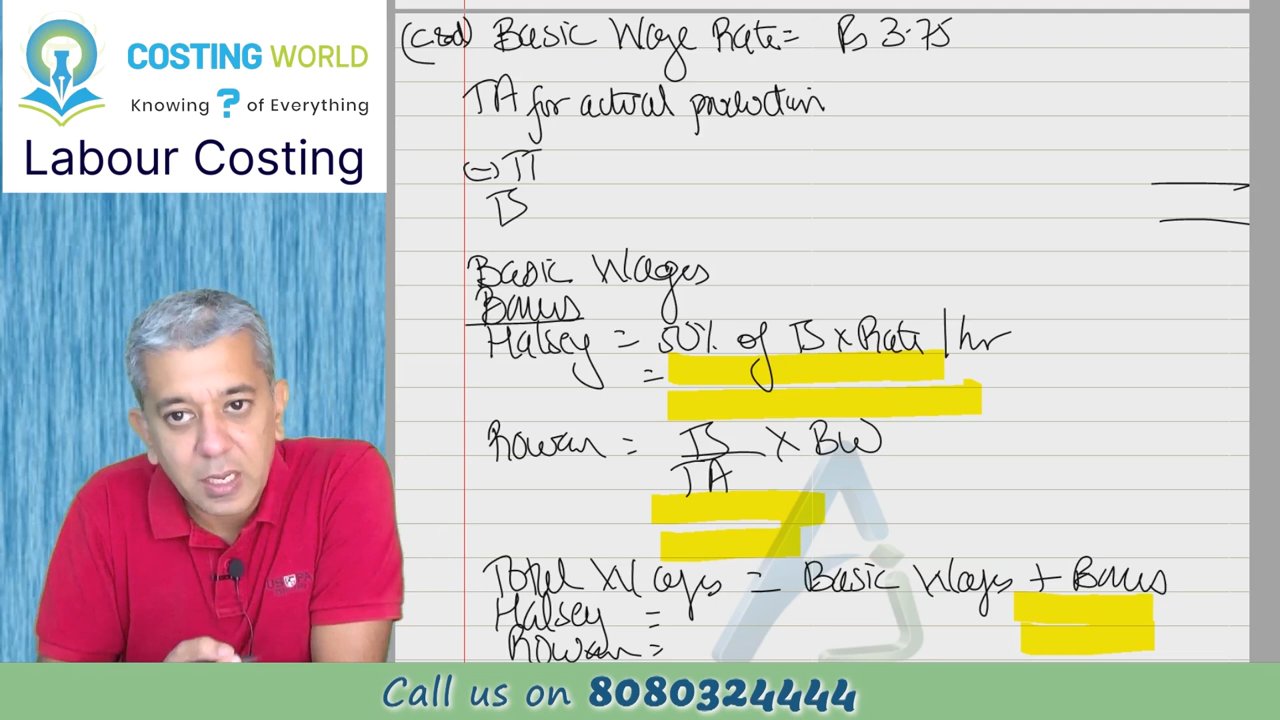 COSTING WORLD
Knowing ? of Everything
Labour Costing
Basic Wage Rate = Rs 3.75
TA for actual production
(-) TT
TS
Basic Wages
Bonus
Halsey = 50% of TS x Rate / hr
=
Rowan = TS / TA x BW
Total Wages = Basic Wages + Bonus
Halsey =
Rowan =
Call us on 8080324444